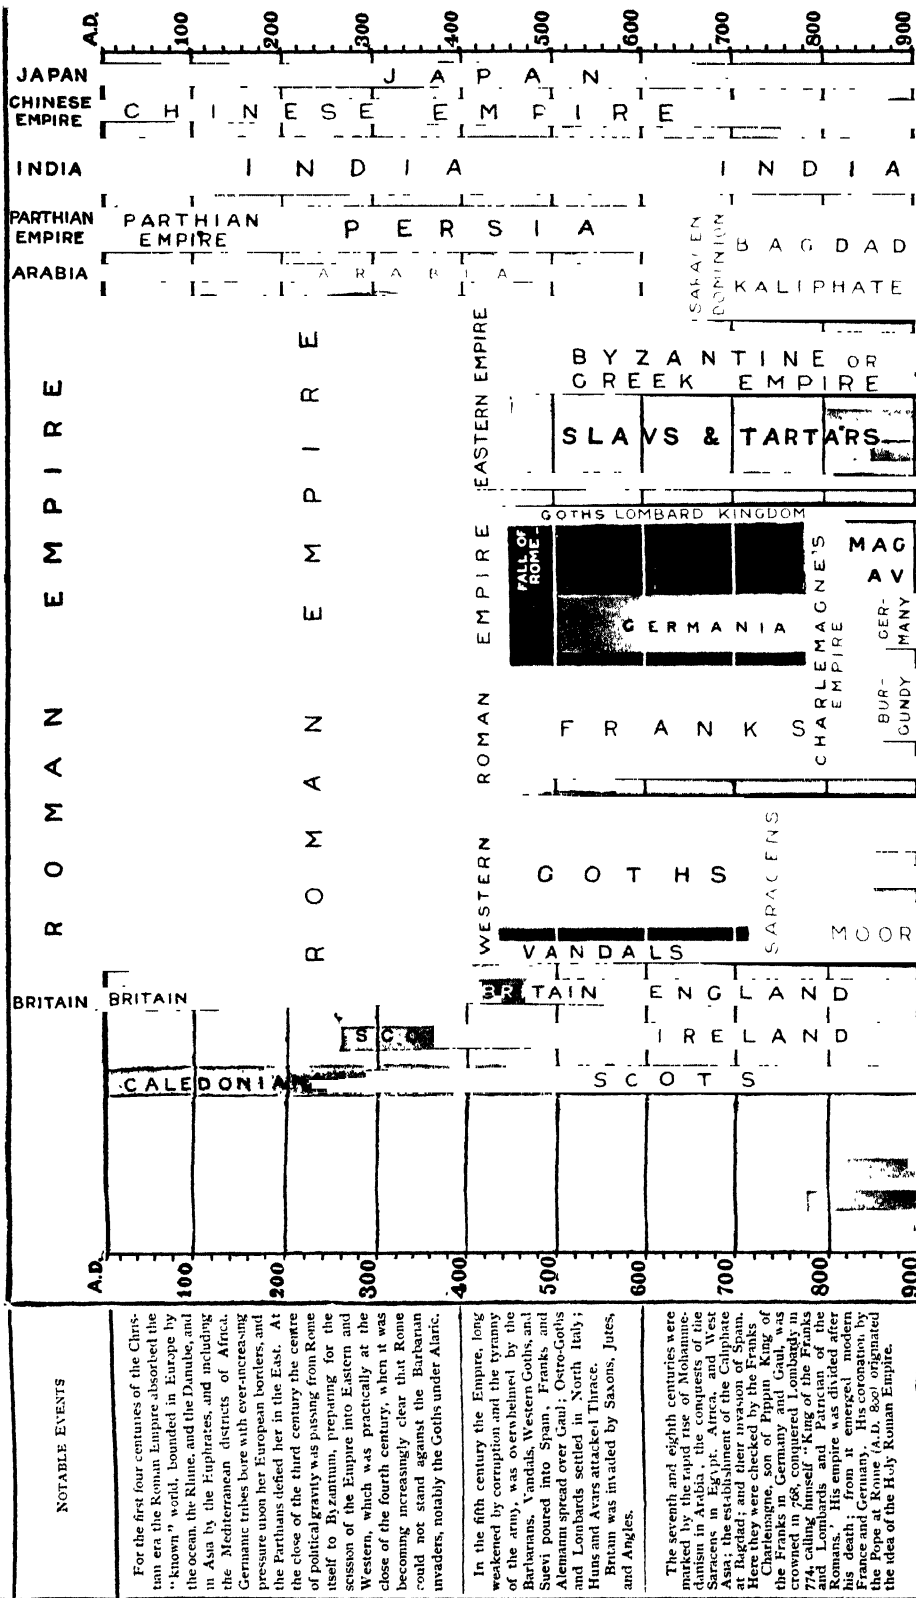 A.D. 100 200 300 400 500 600 700 800 900
JAPAN
J A P A N
CHINESE
EMPIRE
C H I N E S E E M P I R E
INDIA
I N D I A
I N D I A
PARTHIAN
EMPIRE
PARTHIAN
EMPIRE
P E R S I A
SARACEN
DOMINION
BAGDAD
KALIPHATE
ARABIA
A R A B I A
ROMAN EMPIRE
ROMAN EMPIRE
EASTERN EMPIRE
WESTERN ROMAN EMPIRE
BYZANTINE OR
GREEK EMPIRE
SLAVS & TARTARS
GOTHS LOMBARD KINGDOM
FALL OF
ROME
GERMANIA
CHARLEMAGNE'S
EMPIRE
MAG
AV
GER-
MANY
BUR-
GUNDY
FRANKS
GOTHS
SARACENS
MOOR
VANDALS
BRITAIN
BRITAIN
BR TAIN
ENGLAND
SCO
IRELAND
CALEDONIAN
SCOTS
A.D. 100 200 300 400 500 600 700 800 900
NOTABLE EVENTS
For the first four centuries of the Chris-
tian era the Roman Empire absorbed the
"known" world, bounded in Europe by
the ocean, the Rhine, and the Danube, and
in Asia by the Euphrates, and including
the Mediterranean districts of Africa.
Germanic tribes bore with ever-increasing
pressure upon her European borders, and
the Parthians defied her in the East. At
the close of the third century the centre
of political gravity was passing from Rome
itself to Byzantium, preparing for the
scission of the Empire into Eastern and
Western, which was practically at the
close of the fourth century, when it was
becoming increasingly clear that Rome
could not stand against the Barbarian
invaders, notably the Goths under Alaric.
In the fifth century the Empire, long
weakened by corruption and the tyranny
of the army, was overwhelmed by the
Barbarians, Vandals, Western Goths, and
Suevi poured into Spain, Franks and
Alemanni spread over Gaul; Ostro-Goths
and Lombards settled in North Italy;
Huns and Avars attacked Thrace.
Britain was invaded by Saxons, Jutes,
and Angles.
The seventh and eighth centuries were
marked by the rapid rise of Mohamme-
danism in Arabia, the conquests of the
Saracens in Egypt, Africa, and West
Asia; the establishment of the Caliphate
at Bagdad; and their invasion of Spain.
Here they were checked by the Franks
Charlemagne, son of Pippin King of
the Franks in Germany and Gaul, was
crowned in 768, conquered Lombardy in
774, calling himself "King of the Franks
and Lombards and Patrician of the
Romans." His empire was divided after
his death; from it emerged modern
France and Germany. His coronation by
the Pope at Rome (A.D. 800) originated
the idea of the Holy Roman Empire.